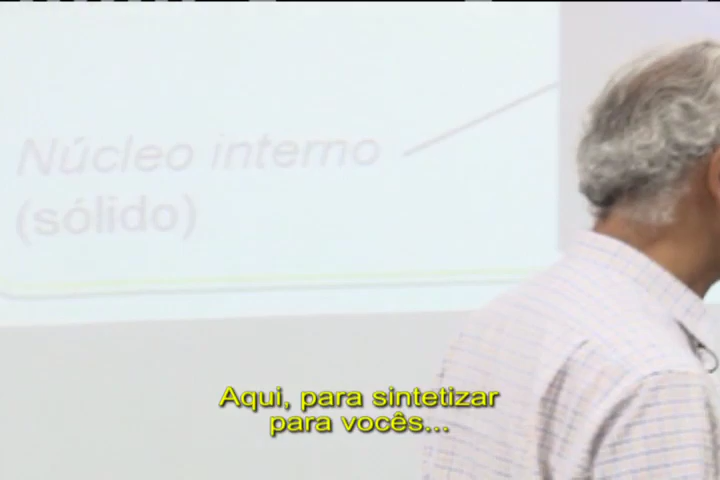 Núcleo interno
(sólido)
Aqui, para sintetizar
para vocês...